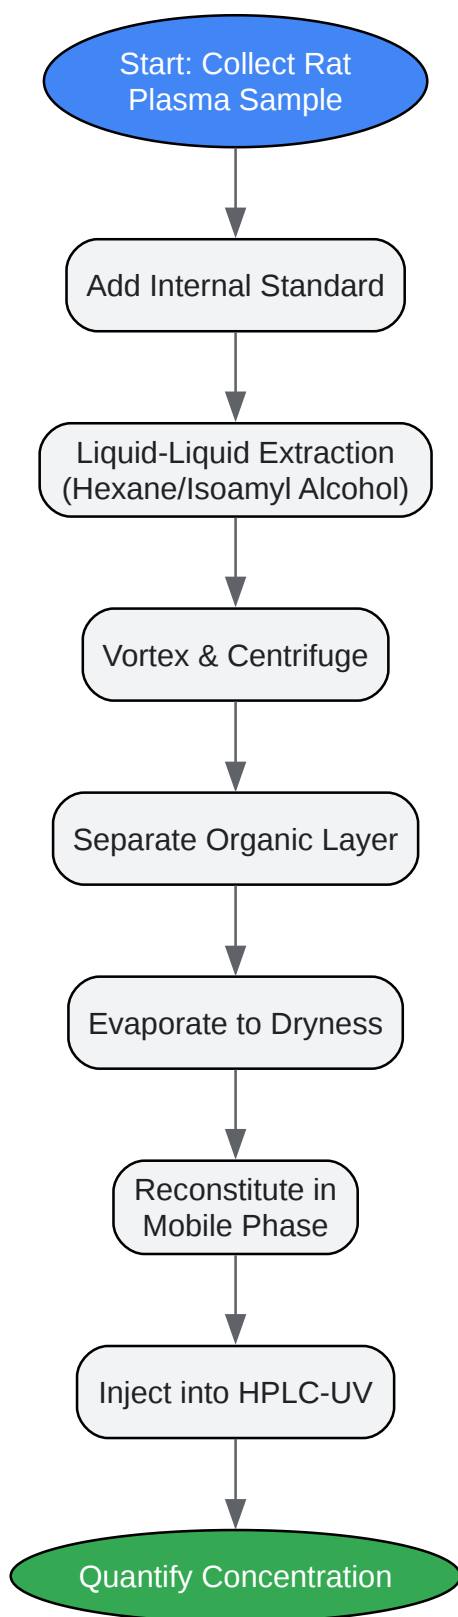 Start: Collect Rat
Plasma Sample
Add Internal Standard
Liquid-Liquid Extraction
(Hexane/Isoamyl Alcohol)
Vortex & Centrifuge
Separate Organic Layer
Evaporate to Dryness
Reconstitute in
Mobile Phase
Inject into HPLC-UV
Quantify Concentration